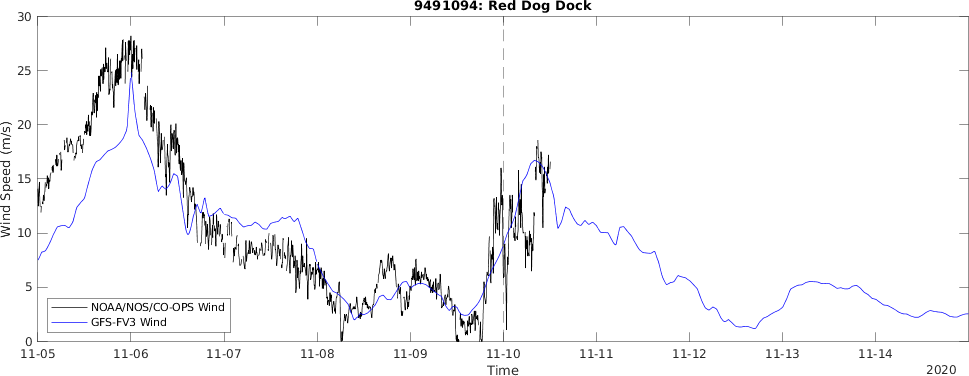 9491094: Red Dog Dock
Wind Speed (m/s)
30
25
20
15
10
5
0
NOAA/NOS/CO-OPS Wind
GFS-FV3 Wind
11-05 11-06 11-07 11-08 11-09 11-10 11-11 11-12 11-13 11-14
Time
2020